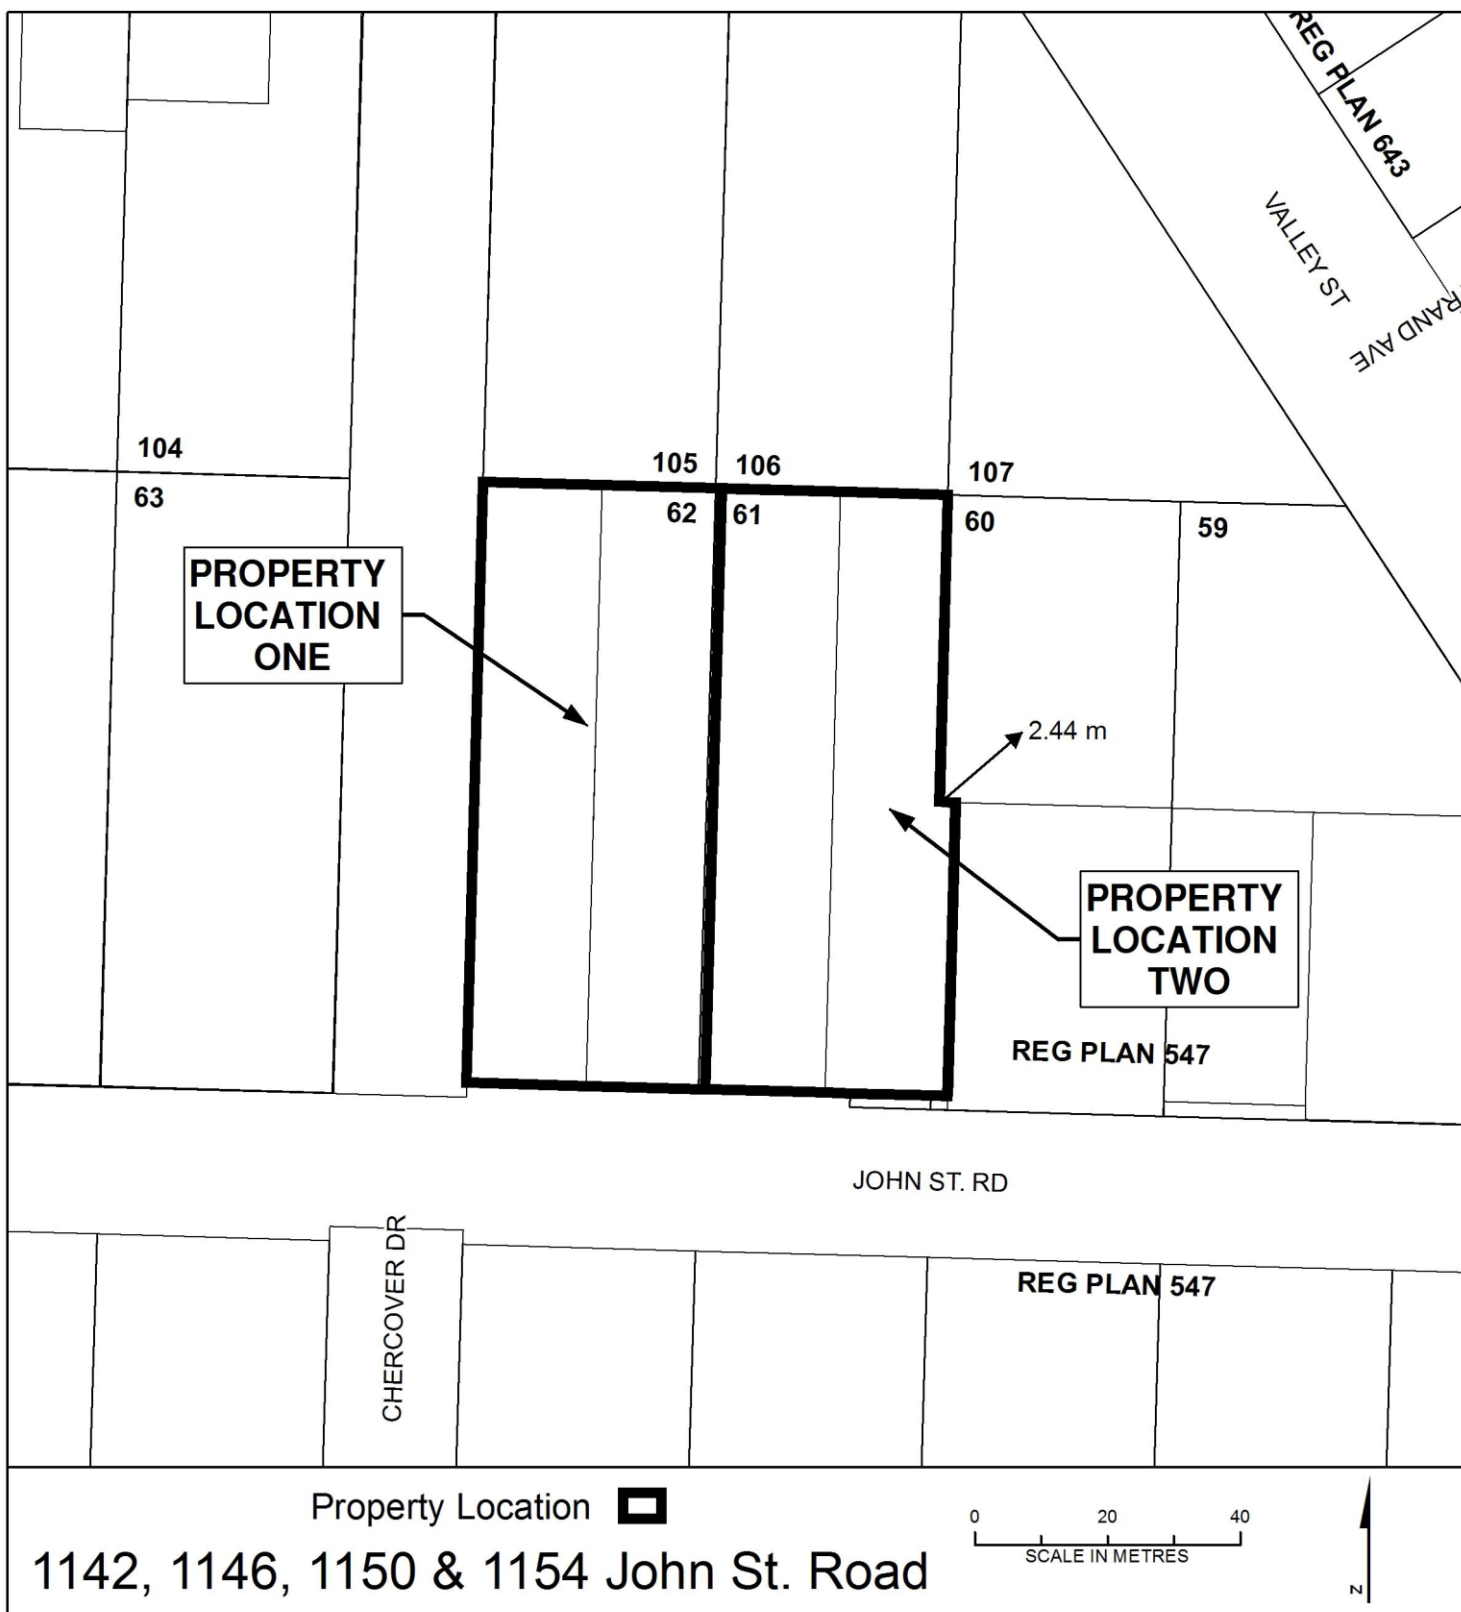 REG PLAN 643
VALLEY ST
RAND AVE
104
105
106
107
63
62
61
60
59
PROPERTY
LOCATION
ONE
2.44 m
PROPERTY
LOCATION
TWO
REG PLAN 547
JOHN ST. RD
CHERCOVER DR
REG PLAN 547
Property Location
0 20 40
SCALE IN METRES
1142, 1146, 1150 & 1154 John St. Road
N